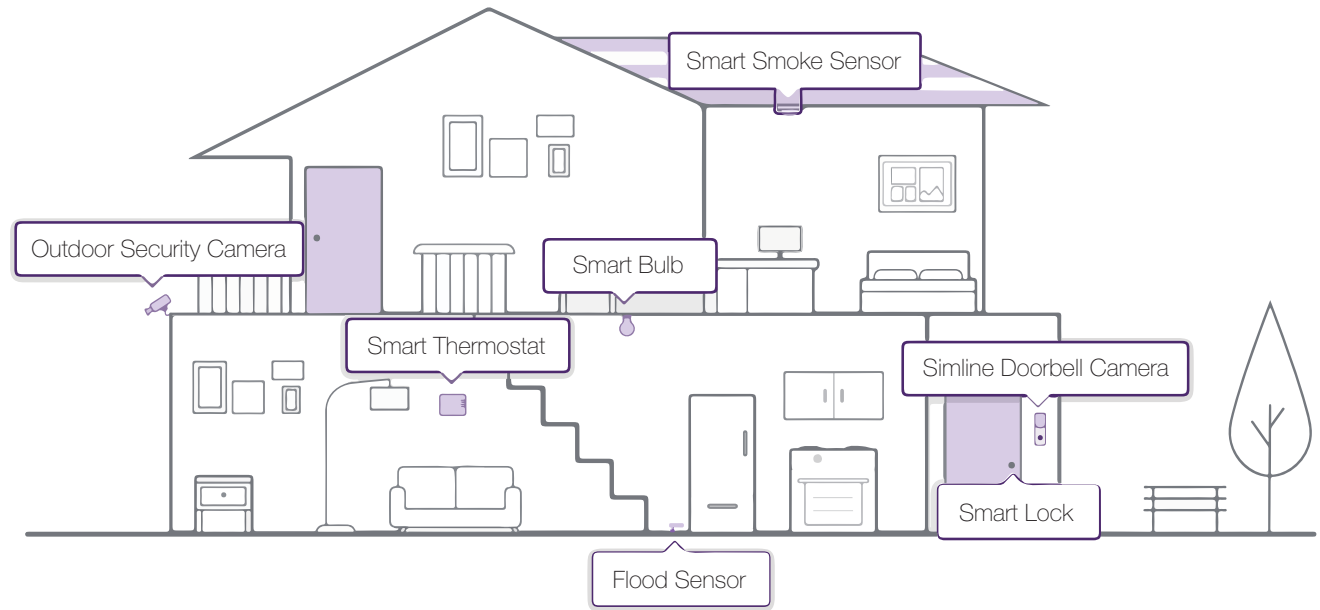 Smart Smoke Sensor
Outdoor Security Camera
Smart Bulb
Smart Thermostat
Simline Doorbell Camera
Smart Lock
Flood Sensor